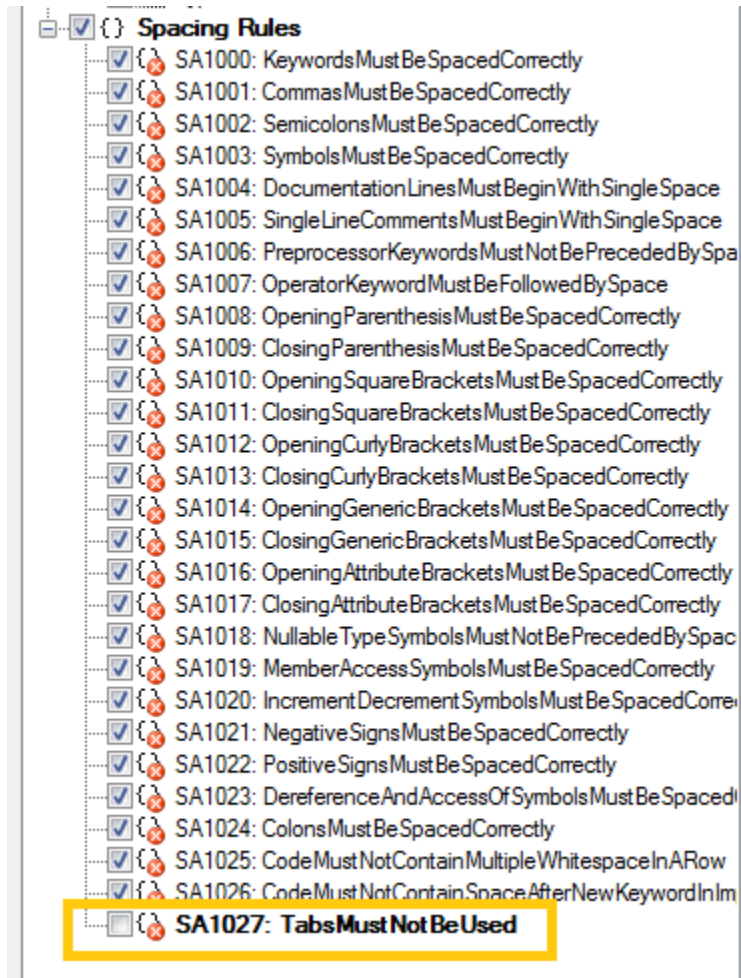 {} Spacing Rules
SA1000: KeywordsMustBeSpacedCorrectly
SA1001: CommasMustBeSpacedCorrectly
SA1002: SemicolonsMustBeSpacedCorrectly
SA1003: SymbolsMustBeSpacedCorrectly
SA1004: DocumentationLinesMustBeginWithSingleSpace
SA1005: SingleLineCommentsMustBeginWithSingleSpace
SA1006: PreprocessorKeywordsMustNotBePrecededBySpa
SA1007: OperatorKeywordMustBeFollowedBySpace
SA1008: OpeningParenthesisMustBeSpacedCorrectly
SA1009: ClosingParenthesisMustBeSpacedCorrectly
SA1010: OpeningSquareBracketsMustBeSpacedCorrectly
SA1011: ClosingSquareBracketsMustBeSpacedCorrectly
SA1012: OpeningCurlyBracketsMustBeSpacedCorrectly
SA1013: ClosingCurlyBracketsMustBeSpacedCorrectly
SA1014: OpeningGenericBracketsMustBeSpacedCorrectly
SA1015: ClosingGenericBracketsMustBeSpacedCorrectly
SA1016: OpeningAttributeBracketsMustBeSpacedCorrectly
SA1017: ClosingAttributeBracketsMustBeSpacedCorrectly
SA1018: NullableTypeSymbolsMustNotBePrecededBySpac
SA1019: MemberAccessSymbolsMustBeSpacedCorrectly
SA1020: IncrementDecrementSymbolsMustBeSpacedCorre
SA1021: NegativeSignsMustBeSpacedCorrectly
SA1022: PositiveSignsMustBeSpacedCorrectly
SA1023: DereferenceAndAccessOfSymbolsMustBeSpaced
SA1024: ColonsMustBeSpacedCorrectly
SA1025: CodeMustNotContainMultipleWhitespaceInARow
SA1026: CodeMustNotContainSpaceAfterNewKeywordInIm
SA1027: TabsMustNotBeUsed